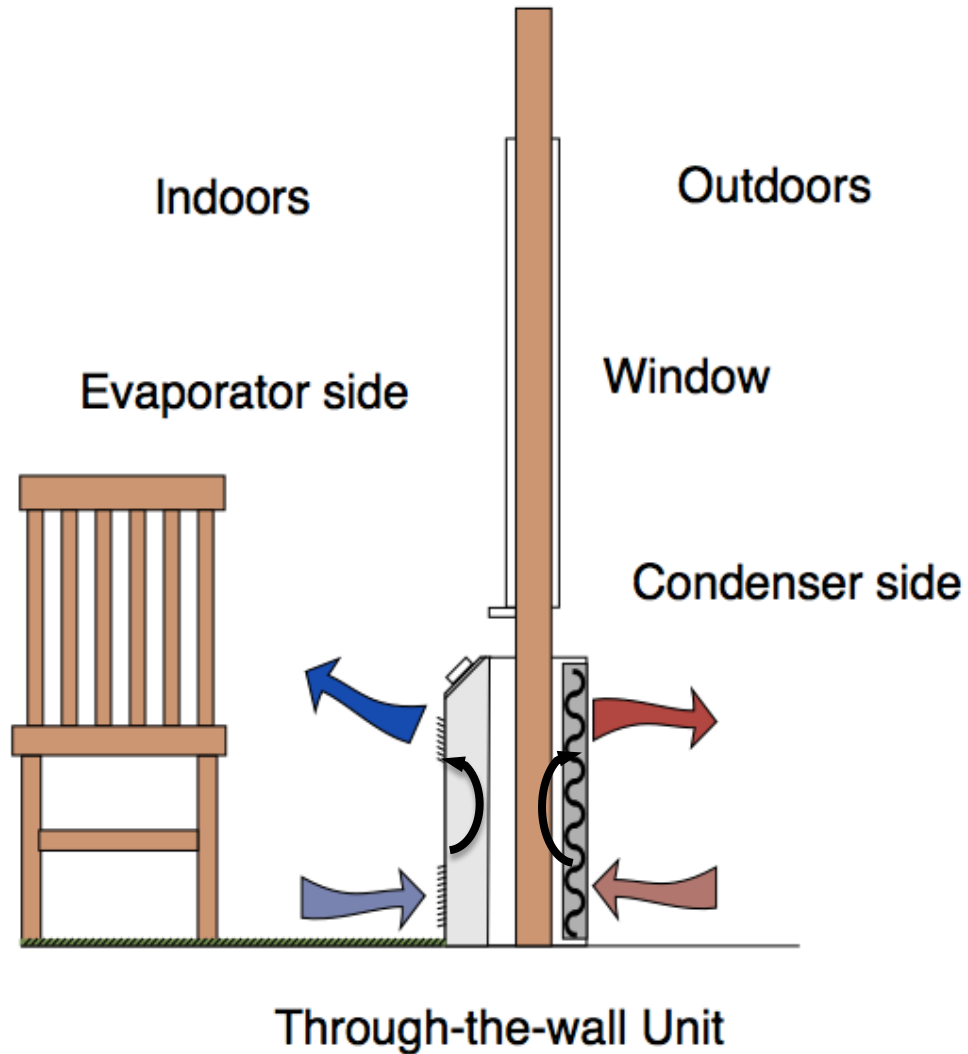 Indoors
Outdoors
Evaporator side
Window
Condenser side
Through-the-wall Unit